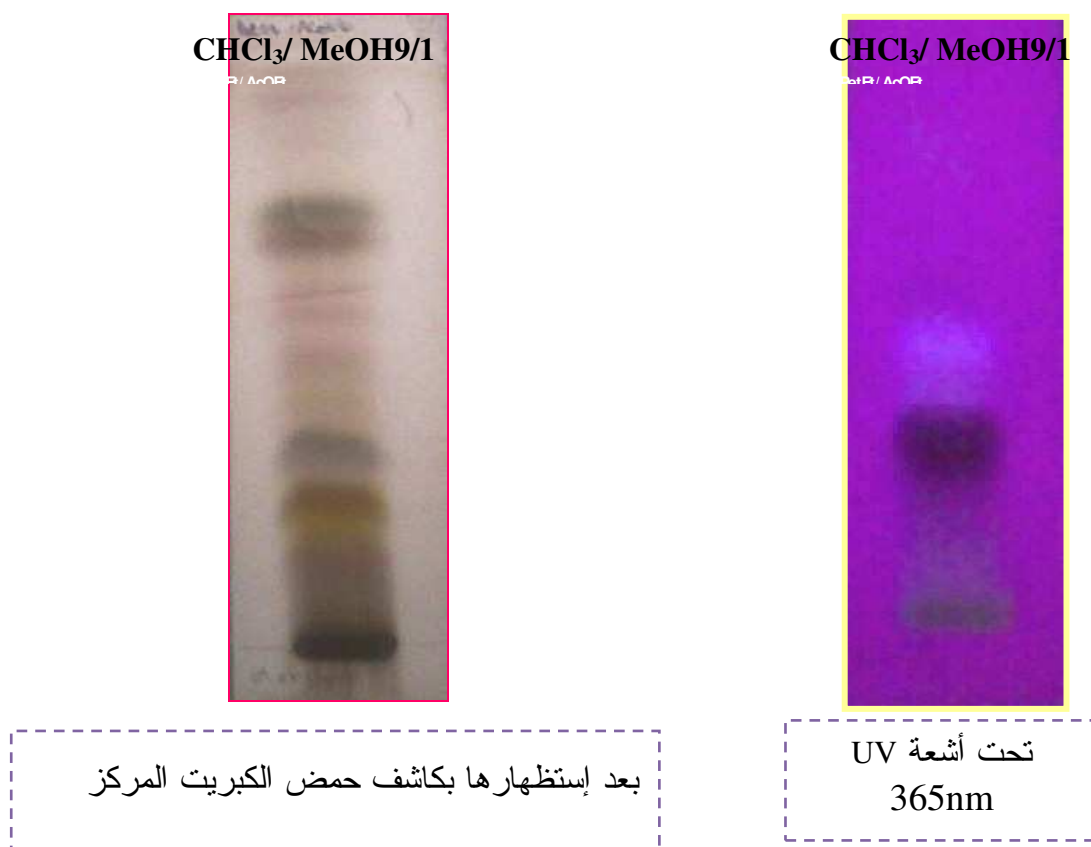 CHCl₃/ MeOH9/1
CHCl₃/ MeOH9/1
بعد إستظهارها بكاشف حمض الكبريت المركز
تحت أشعة UV
365nm